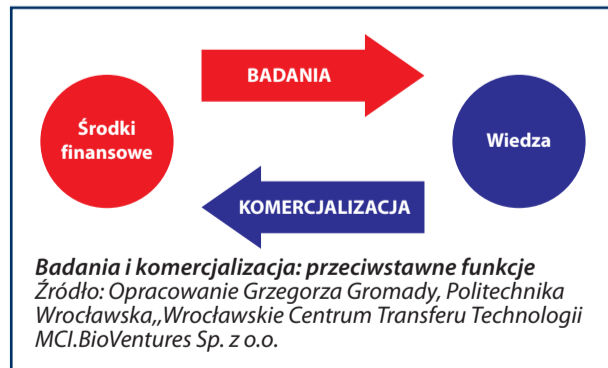 BADANIA
Środki
finansowe
Wiedza
KOMERCJALIZACJA
Badania i komercjalizacja: przeciwstawne funkcje
Źródło: Opracowanie Grzegorza Gromady, Politechnika
Wrocławska,,Wrocławskie Centrum Transferu Technologii
MCI.BioVentures Sp. z o.o.